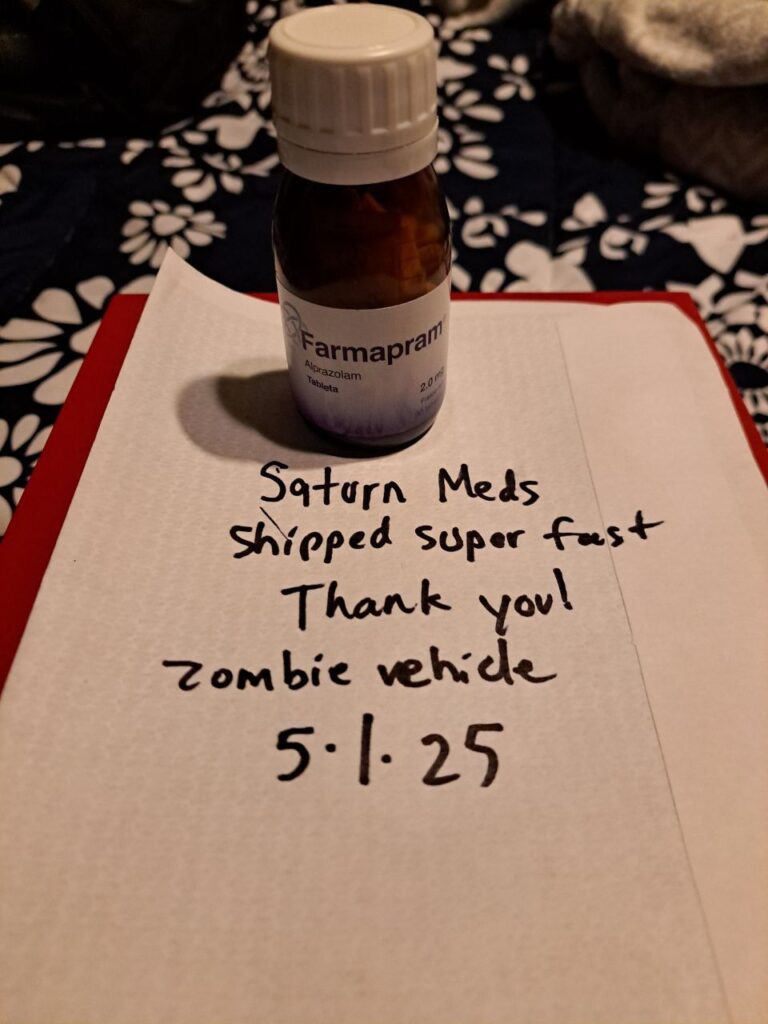 Farmapram
Alprazolam
Tableta
2.0 mg
Saturn Meds
shipped super fast
Thank you!
zombie vehicle
5.1.25